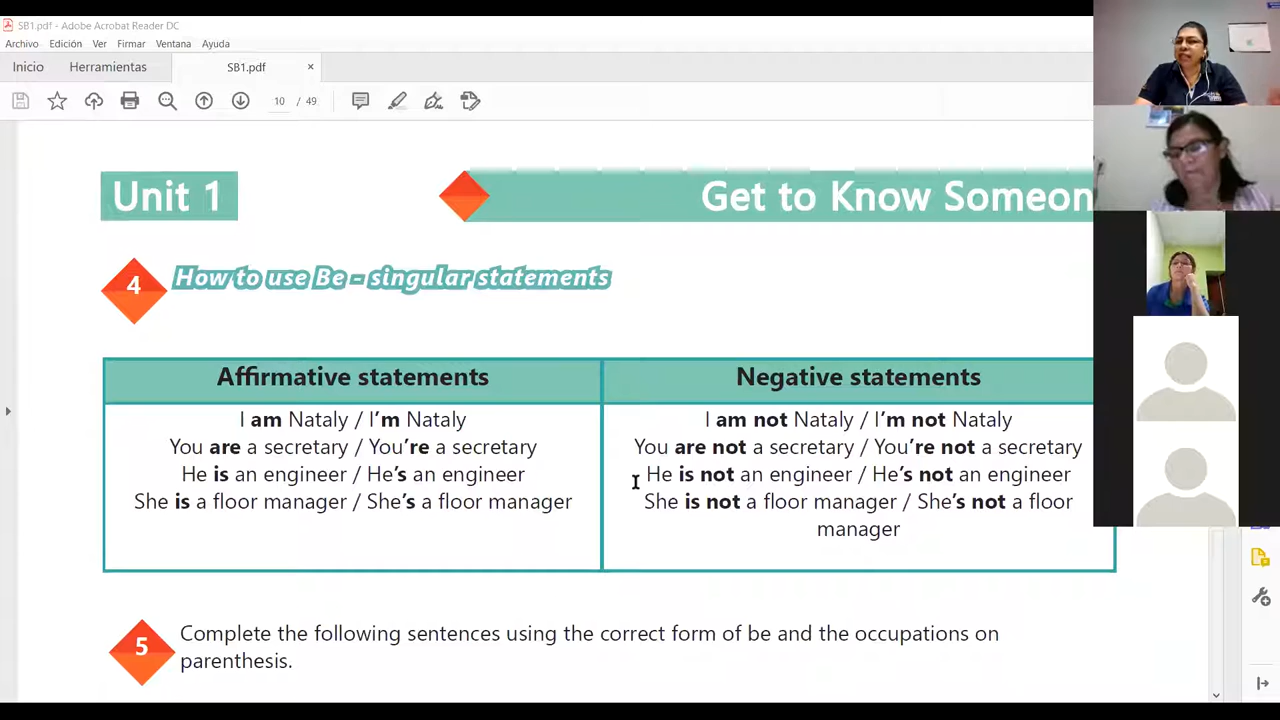 SB1.pdf - Adobe Acrobat Reader DC
Archivo Edición Ver Firmar Ventana Ayuda
Inicio Herramientas SB1.pdf ×
10 / 49
Unit 1 Get to Know Someon
4 How to use Be - singular statements
Affirmative statements
I am Nataly / I'm Nataly
You are a secretary / You're a secretary
He is an engineer / He's an engineer
She is a floor manager / She's a floor manager
Negative statements
I am not Nataly / I'm not Nataly
You are not a secretary / You're not a secretary
He is not an engineer / He's not an engineer
She is not a floor manager / She's not a floor
manager
5 Complete the following sentences using the correct form of be and the occupations on
parenthesis.